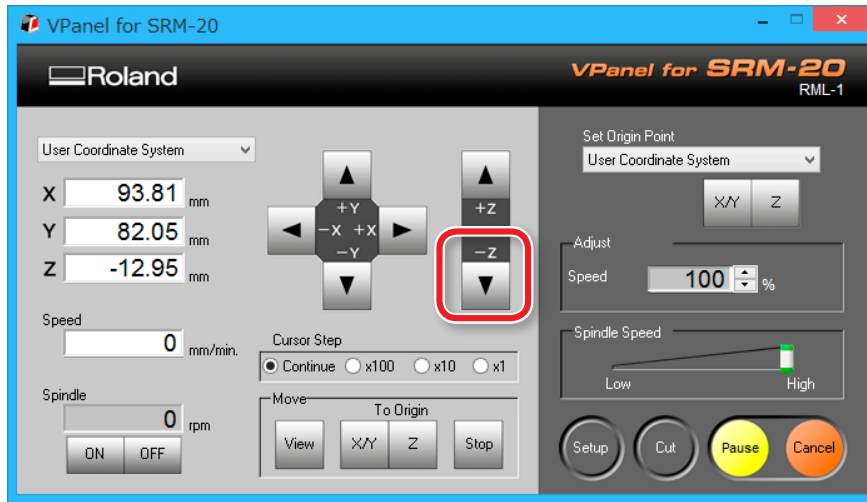 VPanel for SRM-20
Roland
VPanel for SRM-20
RML-1
User Coordinate System
X 93.81 mm
Y 82.05 mm
Z -12.95 mm
Speed
0 mm/min.
Spindle
0 rpm
ON OFF
+Y
-X +X
-Y
+Z
-Z
Cursor Step
Continue x100 x10 x1
Move
To Origin
View X/Y Z Stop
Set Origin Point
User Coordinate System
X/Y Z
Adjust
Speed 100 %
Spindle Speed
Low High
Setup Cut Pause Cancel